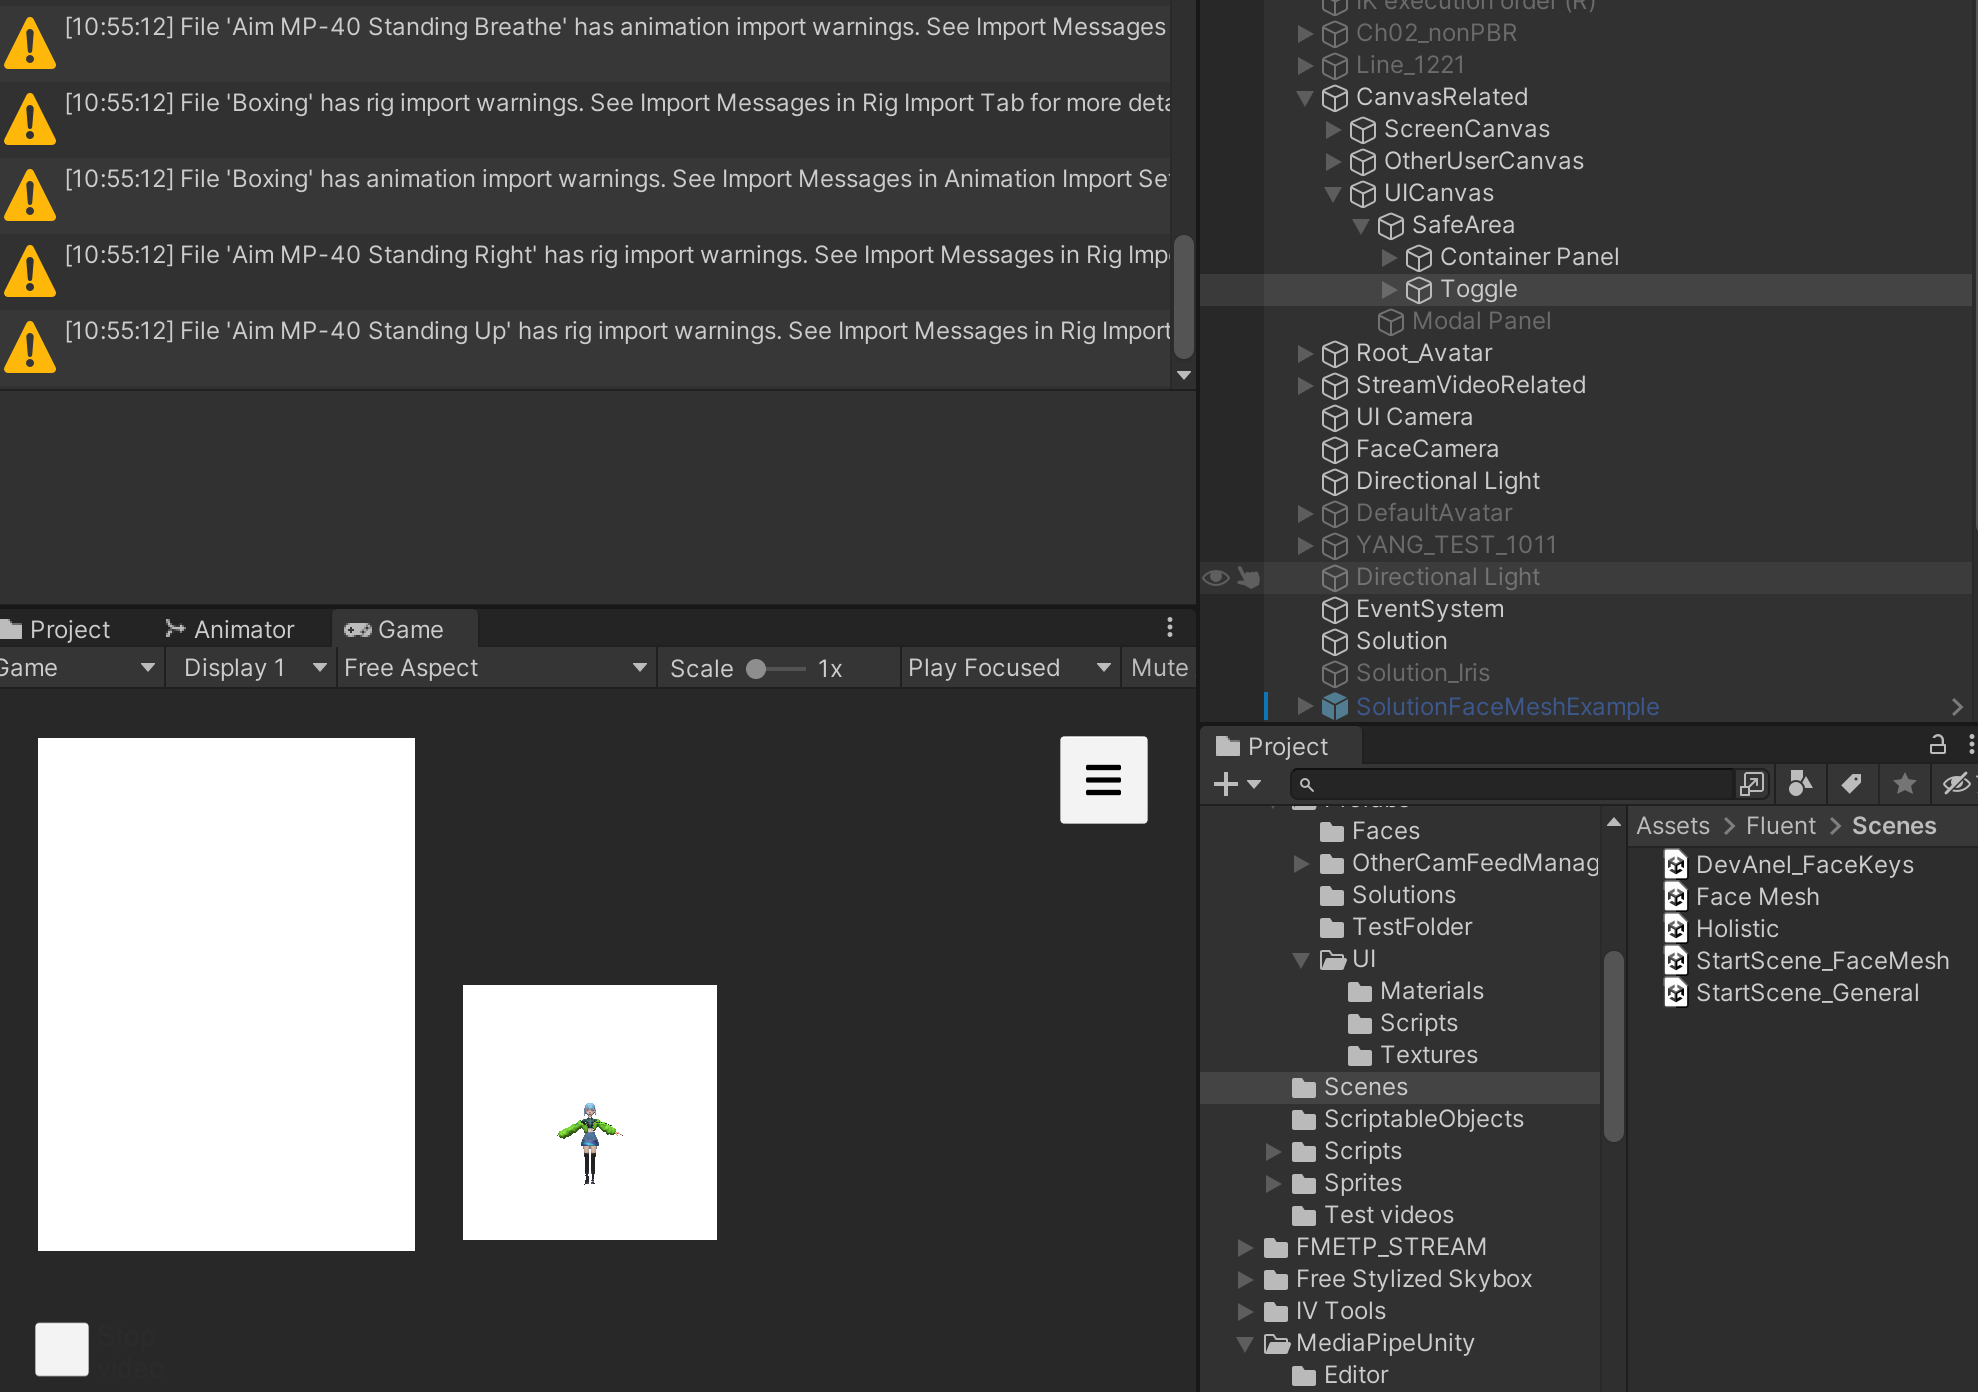 [10:55:12] File 'Aim MP-40 Standing Breathe' has animation import warnings. See Import Messages
[10:55:12] File 'Boxing' has rig import warnings. See Import Messages in Rig Import Tab for more deta
[10:55:12] File 'Boxing' has animation import warnings. See Import Messages in Animation Import Se
[10:55:12] File 'Aim MP-40 Standing Right' has rig import warnings. See Import Messages in Rig Impo
[10:55:12] File 'Aim MP-40 Standing Up' has rig import warnings. See Import Messages in Rig Import
IK execution order (R)
Ch02_nonPBR
Line_1221
CanvasRelated
ScreenCanvas
OtherUserCanvas
UICanvas
SafeArea
Container Panel
Toggle
Modal Panel
Root_Avatar
StreamVideoRelated
UI Camera
FaceCamera
Directional Light
DefaultAvatar
YANG_TEST_1011
Directional Light
EventSystem
Solution
Solution_Iris
SolutionFaceMeshExample
Project Animator Game
Game Display 1 Free Aspect Scale 1x Play Focused Mute
Stop
video
Project
Faces
OtherCamFeedManag
Solutions
TestFolder
UI
Materials
Scripts
Textures
Scenes
ScriptableObjects
Scripts
Sprites
Test videos
FMETP_STREAM
Free Stylized Skybox
IV Tools
MediaPipeUnity
Editor
Assets > Fluent > Scenes
DevAnel_FaceKeys
Face Mesh
Holistic
StartScene_FaceMesh
StartScene_General